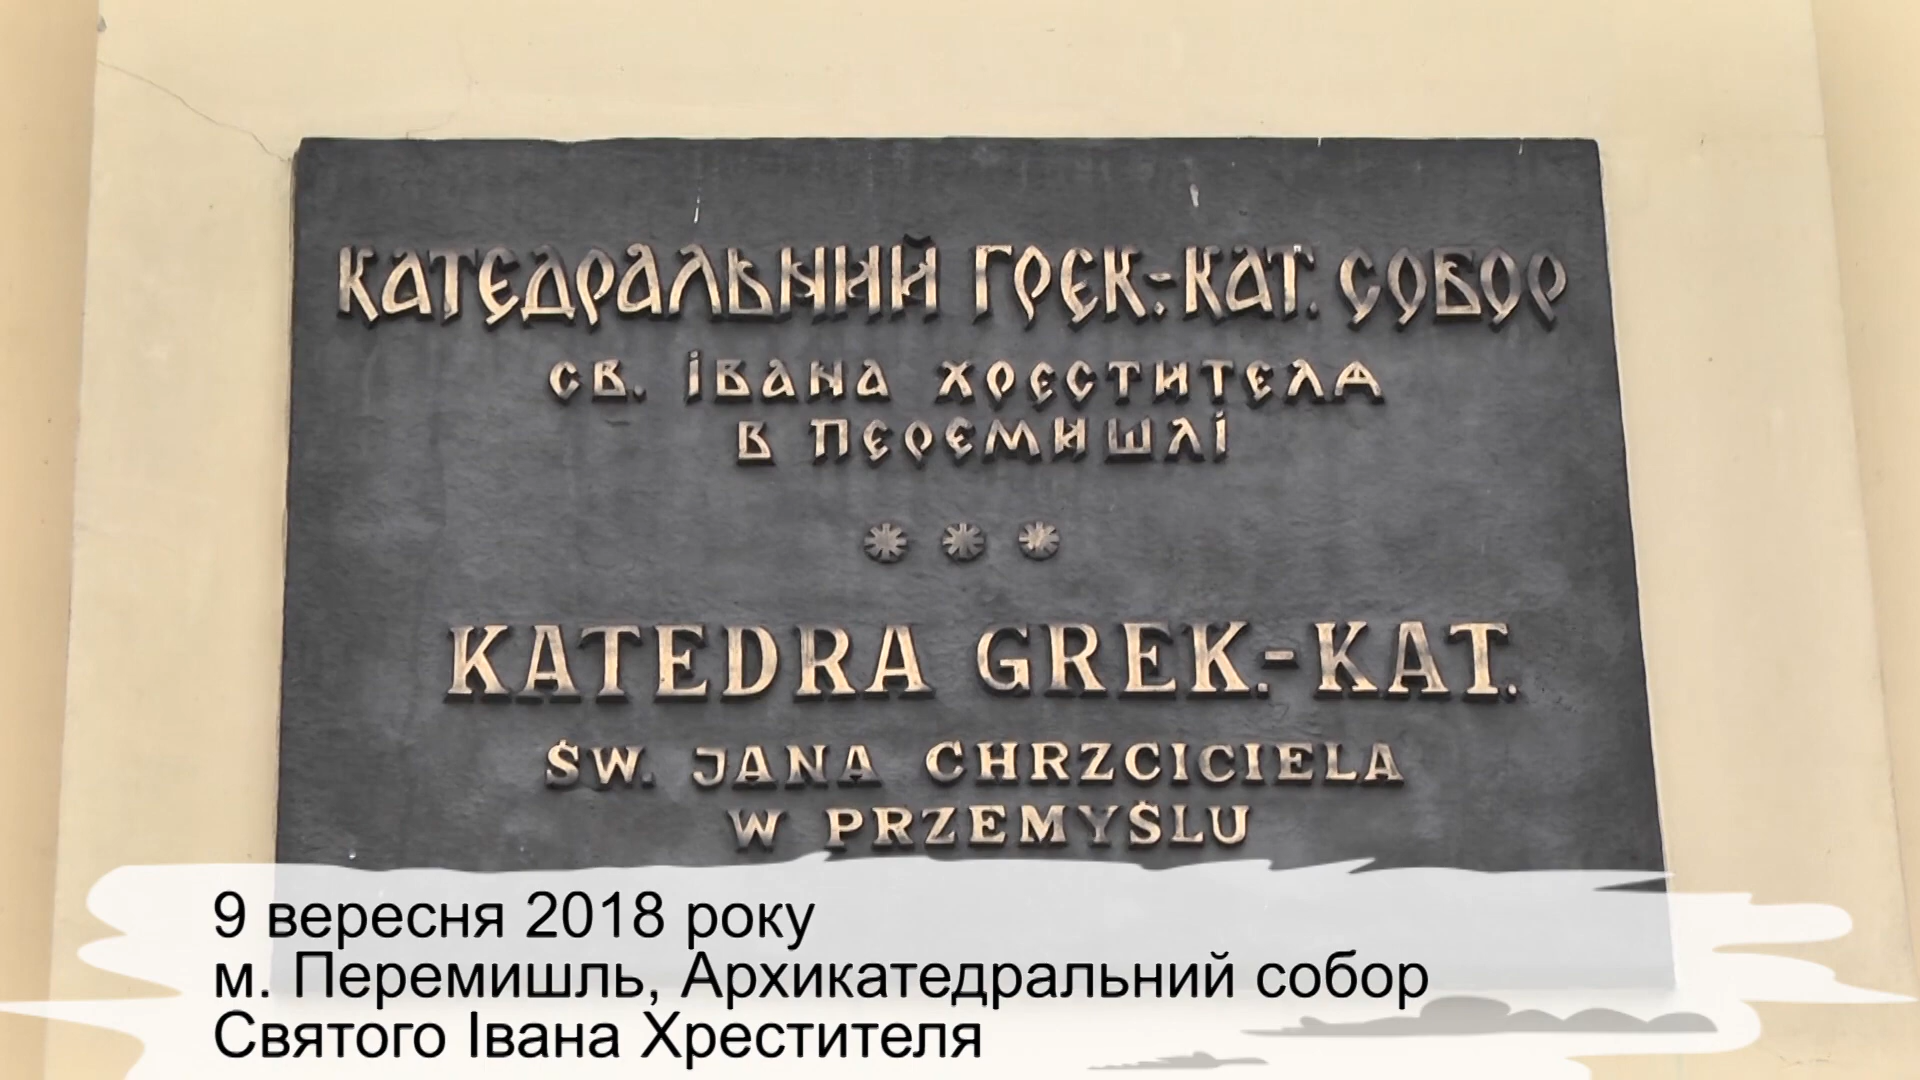 КАТЕДРАЛЬНИЙ ГРЕК.-КАТ. СОБОР
СВ. ІВАНА ХРЕСТИТЕЛЯ
В ПЕРЕМИШЛІ
* * *
KATEDRA GREK.-KAT.
ŚW. JANA CHRZCICIELA
W PRZEMYŚLU
9 вересня 2018 року
м. Перемишль, Архикатедральний собор
Святого Івана Хрестителя